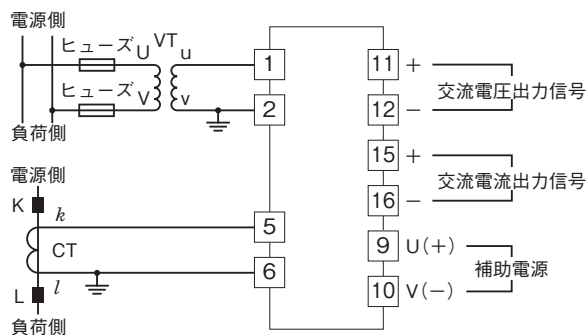 電源側
ヒューズ U VT u
1
ヒューズ V v
2
負荷側
電源側
K k
5
CT
6
L l
負荷側
11 +
交流電圧出力信号
12 −
15 +
交流電流出力信号
16 −
9 U(+)
補助電源
10 V(−)